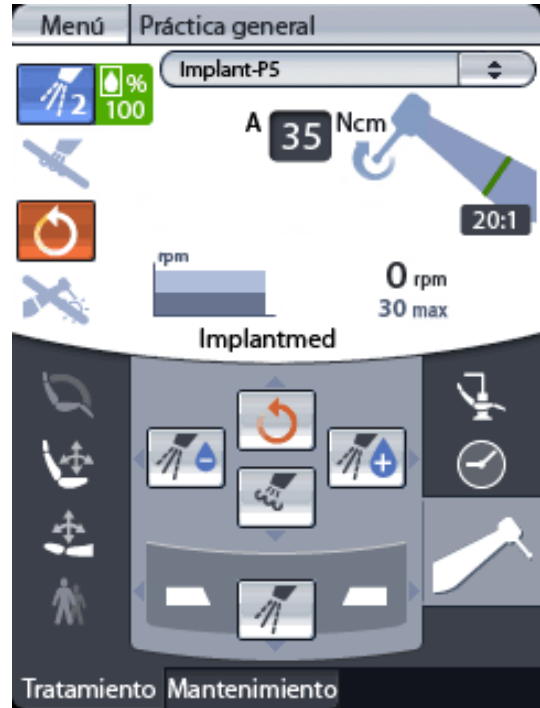 Menú Práctica general
Implant-P5
2 % 100
A 35 Ncm
20:1
rpm
0 rpm
30 max
Implantmed
Tratamiento Mantenimiento